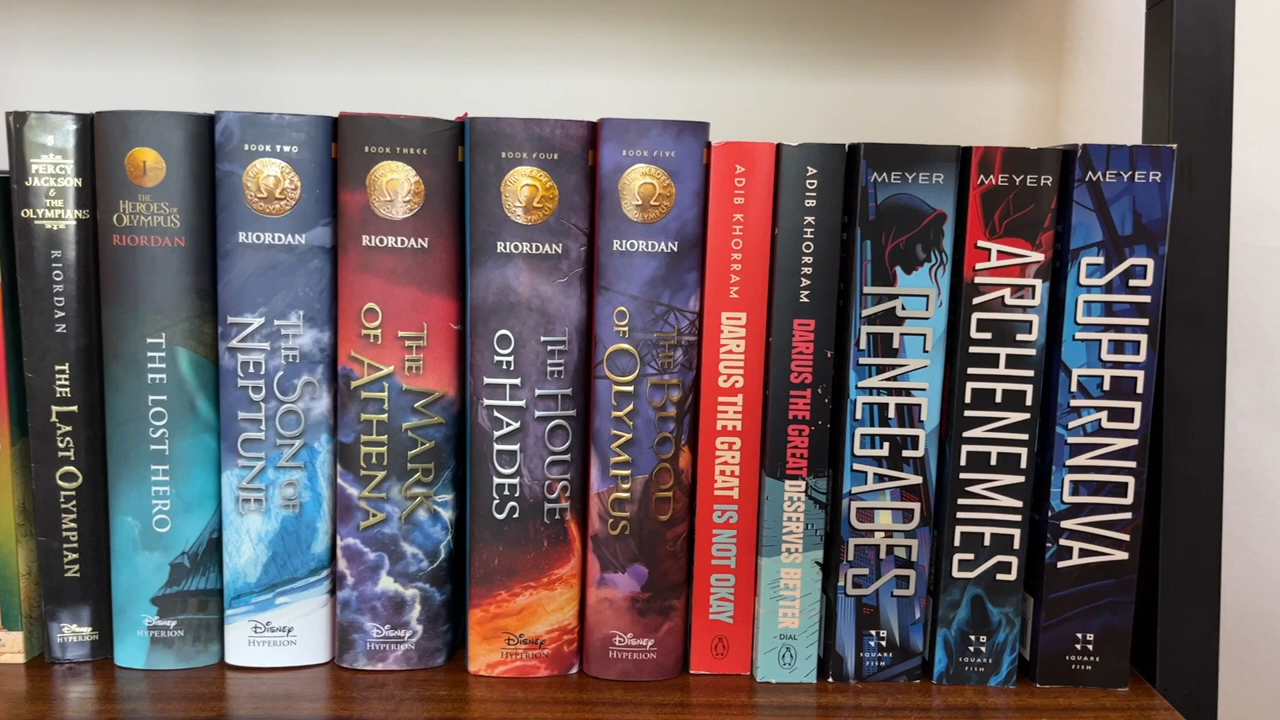 5
PERCY
JACKSON
&
THE
OLYMPIANS
RIORDAN
THE LAST OLYMPIAN
Disney
HYPERION
I
THE
HEROES OF
OLYMPUS
RIORDAN
THE LOST HERO
Disney
HYPERION
BOOK TWO
RIORDAN
THE SON OF
NEPTUNE
Disney
HYPERION
BOOK THREE
RIORDAN
THE MARK
OF ATHENA
Disney
HYPERION
BOOK FOUR
RIORDAN
THE HOUSE
OF HADES
Disney
HYPERION
BOOK FIVE
RIORDAN
THE BLOOD
OF OLYMPUS
Disney
HYPERION
ADIB KHORRAM
DARIUS THE GREAT IS NOT OKAY
ADIB KHORRAM
DARIUS THE GREAT DESERVES BETTER
DIAL
MEYER
RENEGADES
SQUARE
FISH
MEYER
ARCHENEMIES
SQUARE
FISH
MEYER
SUPERNOVA
SQUARE
FISH